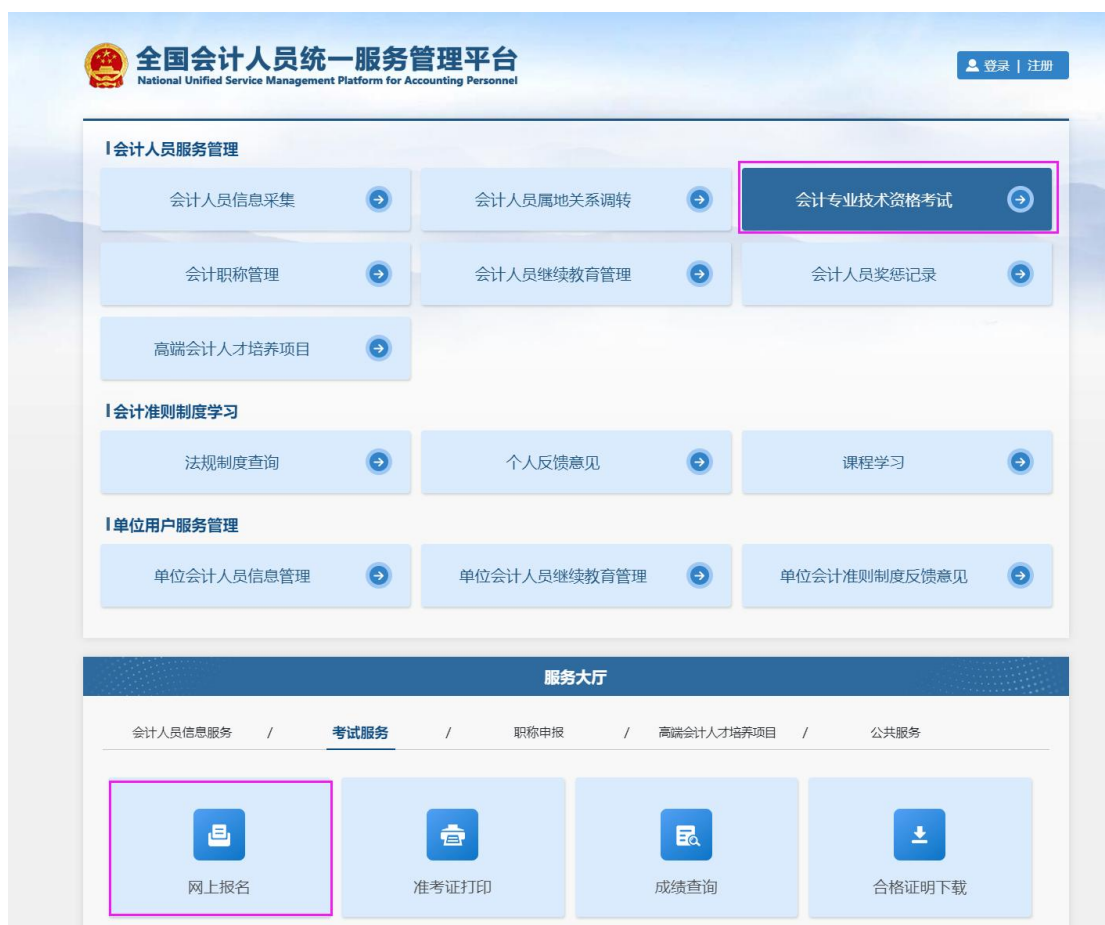 全国会计人员统一服务管理平台
National Unified Service Management Platform for Accounting Personnel
登录 | 注册
会计人员服务管理
会计人员信息采集
会计人员属地关系调转
会计专业技术资格考试
会计职称管理
会计人员继续教育管理
会计人员奖惩记录
高端会计人才培养项目
会计准则制度学习
法规制度查询
个人反馈意见
课程学习
单位用户服务管理
单位会计人员信息管理
单位会计人员继续教育管理
单位会计准则制度反馈意见
服务大厅
会计人员信息服务 / 考试服务 / 职称申报 / 高端会计人才培养项目 / 公共服务
网上报名
准考证打印
成绩查询
合格证明下载